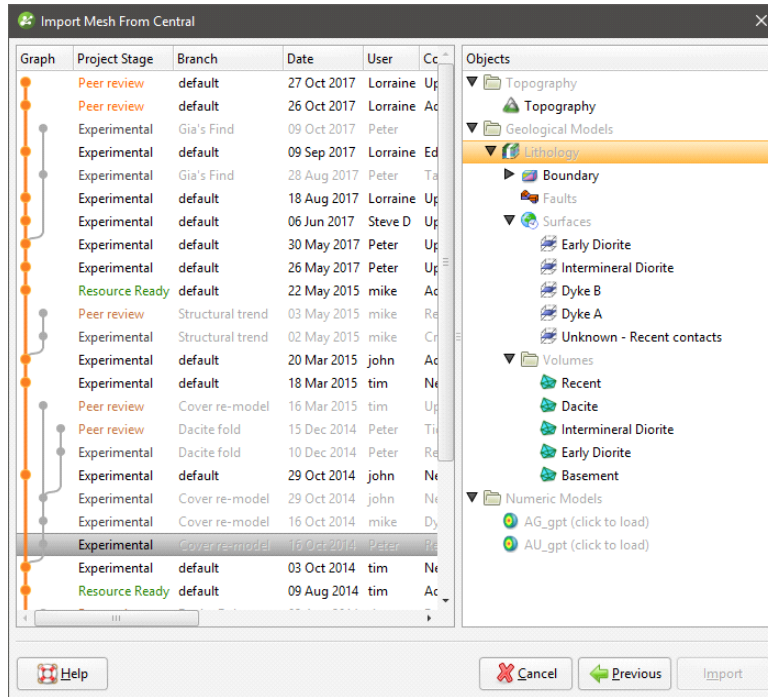 Import Mesh From Central
Graph Project Stage Branch Date User Co
Peer review default 27 Oct 2017 Lorraine Up
Peer review default 26 Oct 2017 Lorraine Ac
Experimental Gia's Find 09 Oct 2017 Peter
Experimental default 09 Sep 2017 Lorraine Ed
Experimental Gia's Find 28 Aug 2017 Peter Ta
Experimental default 18 Aug 2017 Lorraine Up
Experimental default 06 Jun 2017 Steve D Up
Experimental default 30 May 2017 Peter Up
Experimental default 26 May 2017 Peter Up
Resource Ready default 22 May 2015 mike Ac
Peer review Structural trend 03 May 2015 mike Re
Experimental Structural trend 02 May 2015 mike Cr
Experimental default 20 Mar 2015 john Ac
Experimental default 18 Mar 2015 tim Ne
Peer review Cover re-model 16 Mar 2015 tim Up
Peer review Dacite fold 15 Dec 2014 Peter Ti
Experimental Dacite fold 10 Dec 2014 Peter Re
Experimental default 29 Oct 2014 john Ne
Experimental Cover re-model 29 Oct 2014 john Ne
Experimental Cover re-model 16 Oct 2014 mike Dy
Experimental Cover re-model 16 Oct 2014 Peter Re
Experimental default 03 Oct 2014 tim Ne
Resource Ready default 09 Aug 2014 tim Ac
Objects
Topography
Topography
Geological Models
Lithology
Boundary
Faults
Surfaces
Early Diorite
Intermineral Diorite
Dyke B
Dyke A
Unknown - Recent contacts
Volumes
Recent
Dacite
Intermineral Diorite
Early Diorite
Basement
Numeric Models
AG_gpt (click to load)
AU_gpt (click to load)
Help
Cancel
Previous
Import